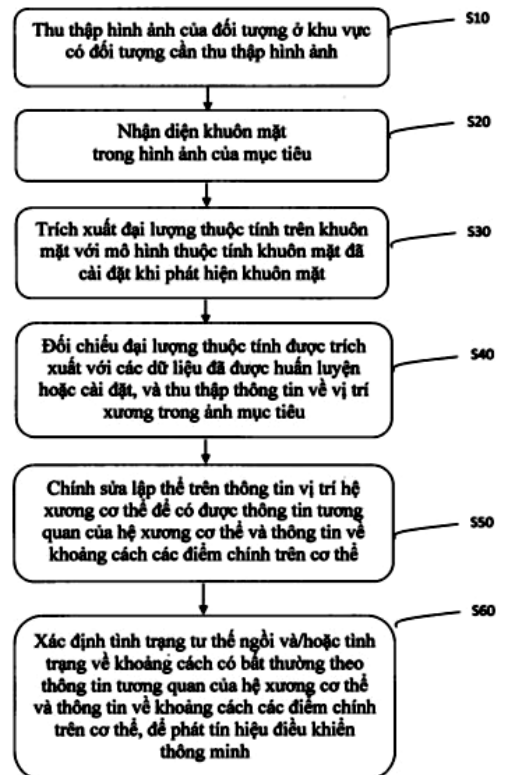 Thu thập hình ảnh của đối tượng ở khu vực
có đối tượng cần thu thập hình ảnh
S10
Nhận diện khuôn mặt
trong hình ảnh của mục tiêu
S20
Trích xuất đại lượng thuộc tính trên khuôn
mặt với mô hình thuộc tính khuôn mặt đã
cài đặt khi phát hiện khuôn mặt
S30
Đối chiếu đại lượng thuộc tính được trích
xuất với các dữ liệu đã được huấn luyện
hoặc cài đặt, và thu thập thông tin về vị trí
xương trong ảnh mục tiêu
S40
Chỉnh sửa lập thể trên thông tin vị trí hệ
xương cơ thể để có được thông tin tương
quan của hệ xương cơ thể và thông tin về
khoảng cách các điểm chính trên cơ thể
S50
Xác định tình trạng tư thế ngồi và/hoặc tình
trạng về khoảng cách có bất thường theo
thông tin tương quan của hệ xương cơ thể
và thông tin về khoảng cách các điểm chính
trên cơ thể, để phát tín hiệu điều khiển
thông minh
S60